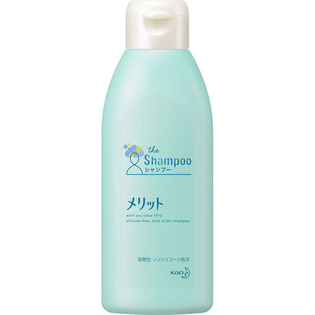 the
Shampoo
シャンプー
メリット
with you since 1970
silicone-free, mild acidic shampoo
弱酸性・ノンシリコーン処方
Kao